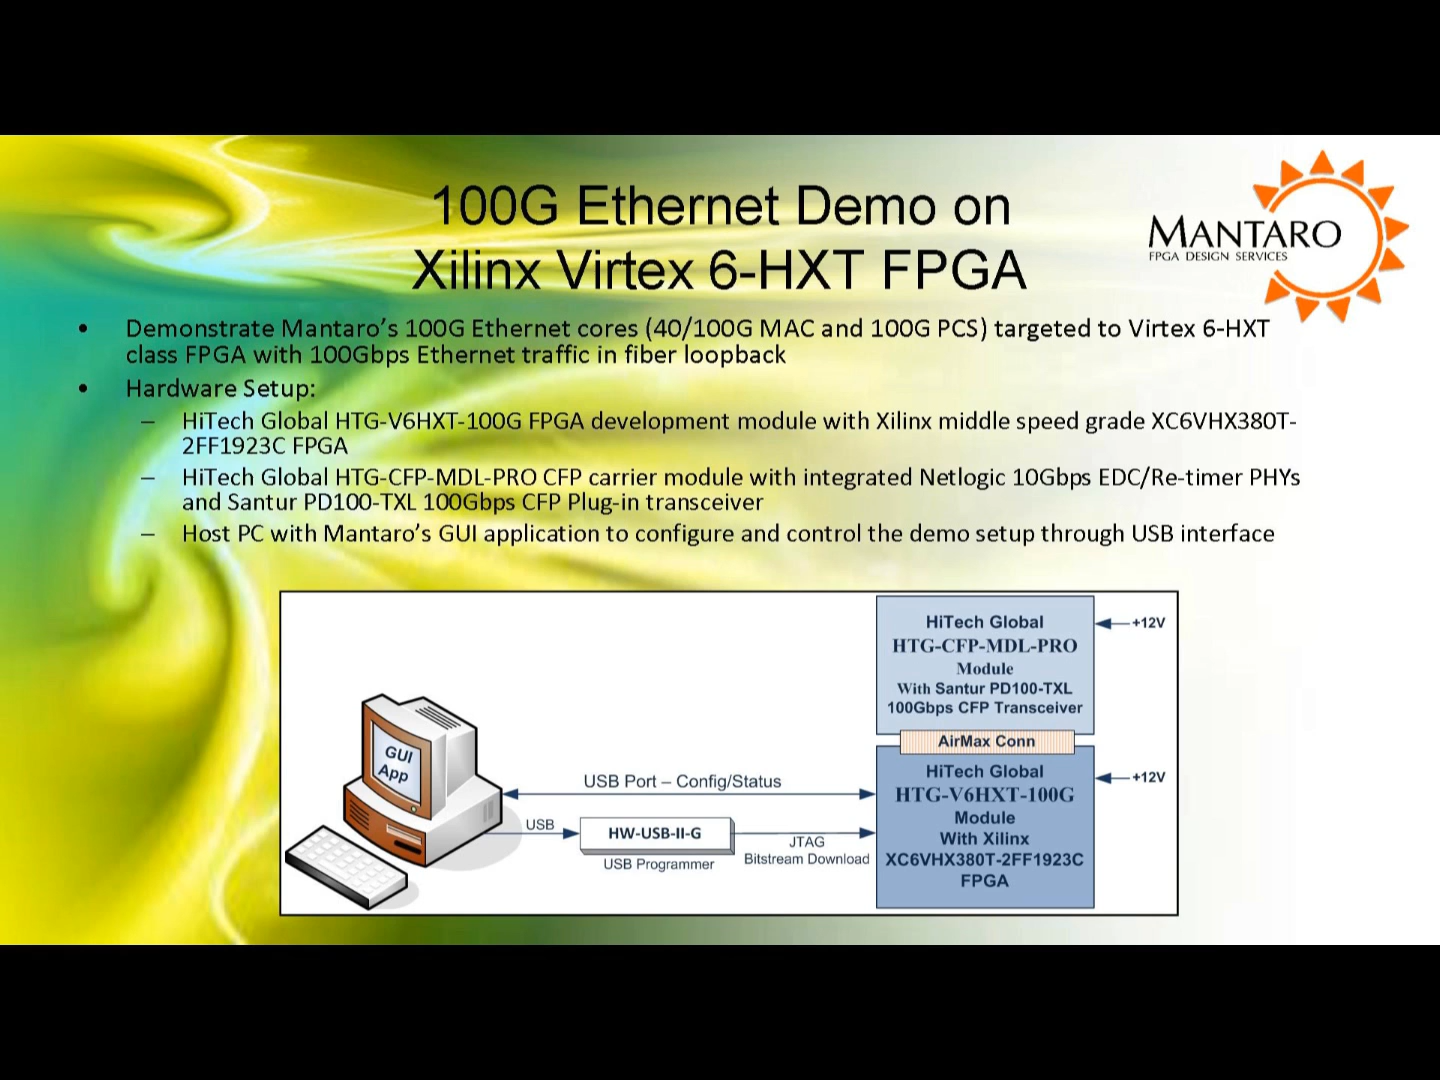 100G Ethernet Demo on
Xilinx Virtex 6-HXT FPGA
MANTARO
FPGA DESIGN SERVICES
• Demonstrate Mantaro's 100G Ethernet cores (40/100G MAC and 100G PCS) targeted to Virtex 6-HXT
class FPGA with 100Gbps Ethernet traffic in fiber loopback
• Hardware Setup:
– HiTech Global HTG-V6HXT-100G FPGA development module with Xilinx middle speed grade XC6VHX380T-
2FF1923C FPGA
– HiTech Global HTG-CFP-MDL-PRO CFP carrier module with integrated Netlogic 10Gbps EDC/Re-timer PHYs
and Santur PD100-TXL 100Gbps CFP Plug-in transceiver
– Host PC with Mantaro's GUI application to configure and control the demo setup through USB interface
HiTech Global
HTG-CFP-MDL-PRO
Module
With Santur PD100-TXL
100Gbps CFP Transceiver
+12V
AirMax Conn
HiTech Global
HTG-V6HXT-100G
Module
With Xilinx
XC6VHX380T-2FF1923C
FPGA
+12V
GUI
App
USB Port – Config/Status
USB
HW-USB-II-G
USB Programmer
JTAG
Bitstream Download